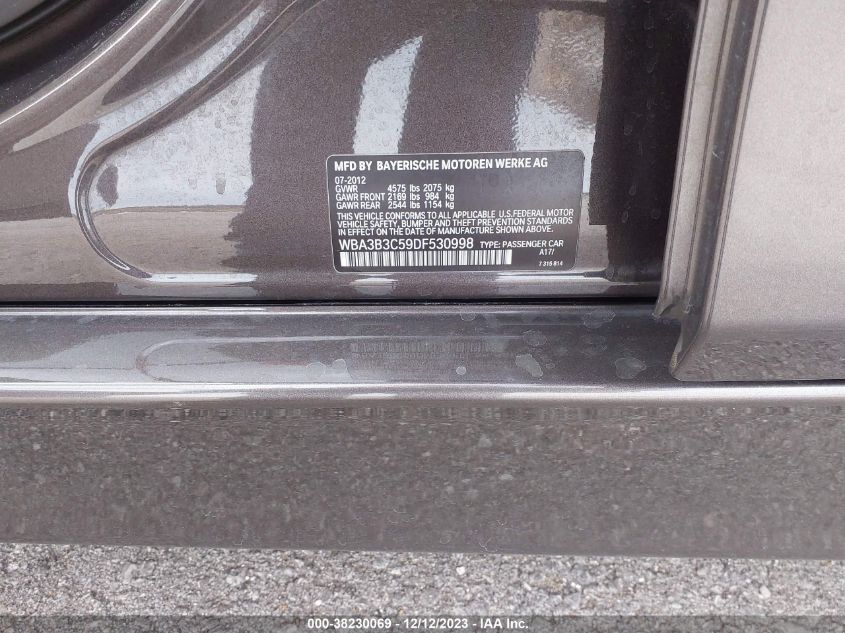 MFD BY BAYERISCHE MOTOREN WERKE AG
07-2012
GVWR 4575 lbs 2075 kg
GAWR FRONT 2169 lbs 984 kg
GAWR REAR 2544 lbs 1154 kg
THIS VEHICLE CONFORMS TO ALL APPLICABLE U.S.FEDERAL MOTOR
VEHICLE SAFETY, BUMPER AND THEFT PREVENTION STANDARDS
IN EFFECT ON THE DATE OF MANUFACTURE SHOWN ABOVE.
WBA3B3C59DF530998 TYPE: PASSENGER CAR
A17/
7 316 814
000-38230069 - 12/12/2023 - IAA Inc.